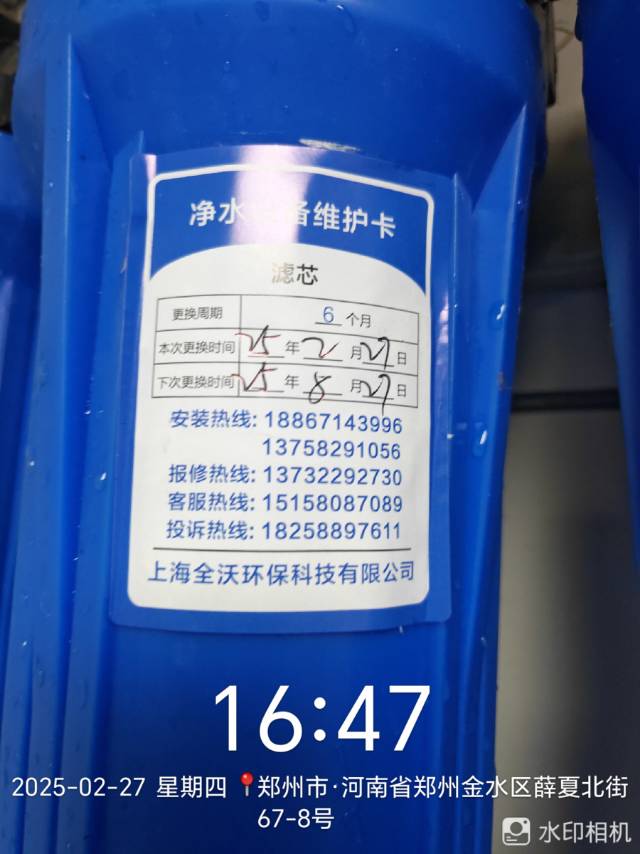 净水设备维护卡
滤芯
更换周期 6 个月
本次更换时间 25 年 2 月 27 日
下次更换时间 25 年 8 月 27 日
安装热线: 18867143996
13758291056
报修热线: 13732292730
客服热线: 15158087089
投诉热线: 18258897611
上海全沃环保科技有限公司
16:47
2025-02-27 星期四 📍郑州市·河南省郑州金水区薛夏北街
67-8号
水印相机